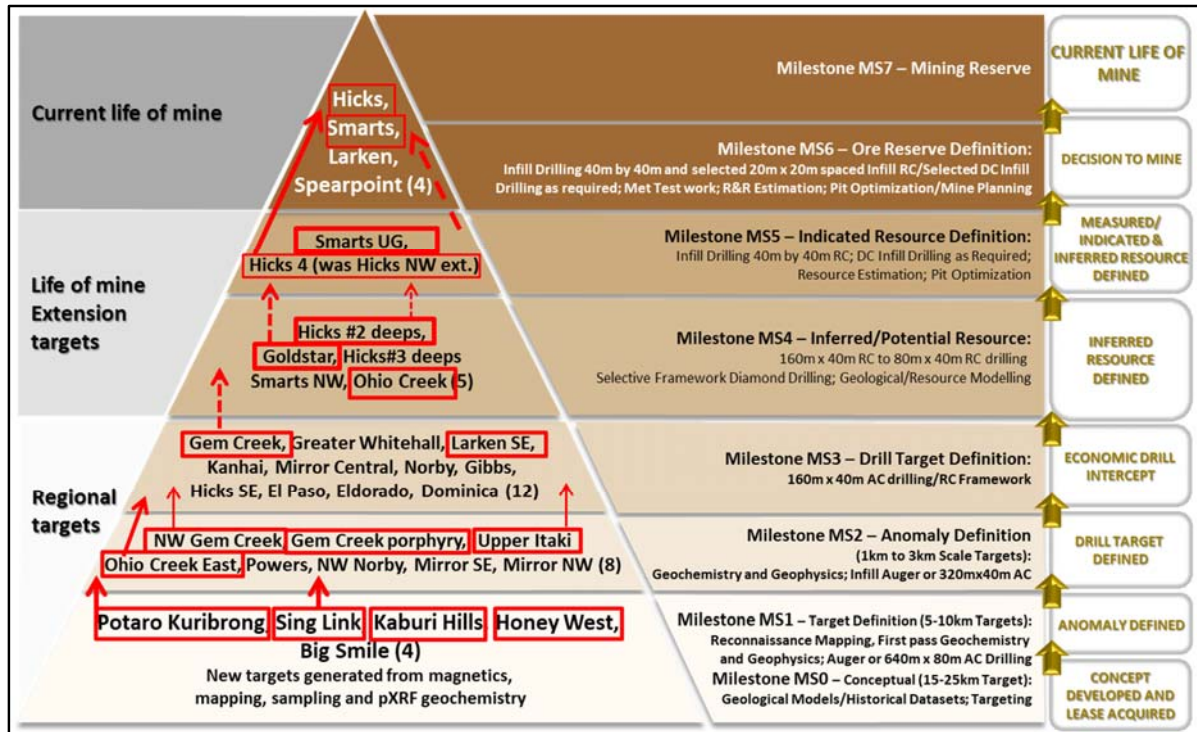 Current life of mine
Hicks,
Smarts,
Larken,
Spearpoint (4)
Milestone MS7 – Mining Reserve
Milestone MS6 – Ore Reserve Definition:
Infill Drilling 40m by 40m and selected 20m x 20m spaced Infill RC/Selected DC Infill
Drilling as required; Met Test work; R&R Estimation; Pit Optimization/Mine Planning
CURRENT LIFE OF
MINE
DECISION TO MINE
Life of mine
Extension
targets
Smarts UG,
Hicks 4 (was Hicks NW ext.)
Milestone MS5 – Indicated Resource Definition:
Infill Drilling 40m by 40m RC; DC Infill Drilling as Required;
Resource Estimation; Pit Optimization
MEASURED/
INDICATED &
INFERRED RESOURCE
DEFINED
Hicks #2 deeps,
Goldstar, Hicks#3 deeps
Smarts NW, Ohio Creek (5)
Milestone MS4 – Inferred/Potential Resource:
160m x 40m RC to 80m x 40m RC drilling
Selective Framework Diamond Drilling; Geological/Resource Modelling
INFERRED
RESOURCE
DEFINED
Regional
targets
Gem Creek, Greater Whitehall, Larken SE,
Kanhai, Mirror Central, Norby, Gibbs,
Hicks SE, El Paso, Eldorado, Dominica (12)
Milestone MS3 – Drill Target Definition:
160m x 40m AC drilling/RC Framework
ECONOMIC DRILL
INTERCEPT
NW Gem Creek, Gem Creek porphyry, Upper Itaki
Ohio Creek East, Powers, NW Norby, Mirror SE, Mirror NW (8)
Milestone MS2 – Anomaly Definition
(1km to 3km Scale Targets):
Geochemistry and Geophysics; Infill Auger or 320mx40m AC
DRILL TARGET
DEFINED
Potaro Kuribrong, Sing Link Kaburi Hills Honey West,
Big Smile (4)
New targets generated from magnetics,
mapping, sampling and pXRF geochemistry
Milestone MS1 – Target Definition (5-10km Targets):
Reconnaissance Mapping, First pass Geochemistry
and Geophysics; Auger or 640m x 80m AC Drilling
Milestone MS0 – Conceptual (15-25km Target):
Geological Models/Historical Datasets; Targeting
ANOMALY DEFINED
CONCEPT
DEVELOPED AND
LEASE ACQUIRED